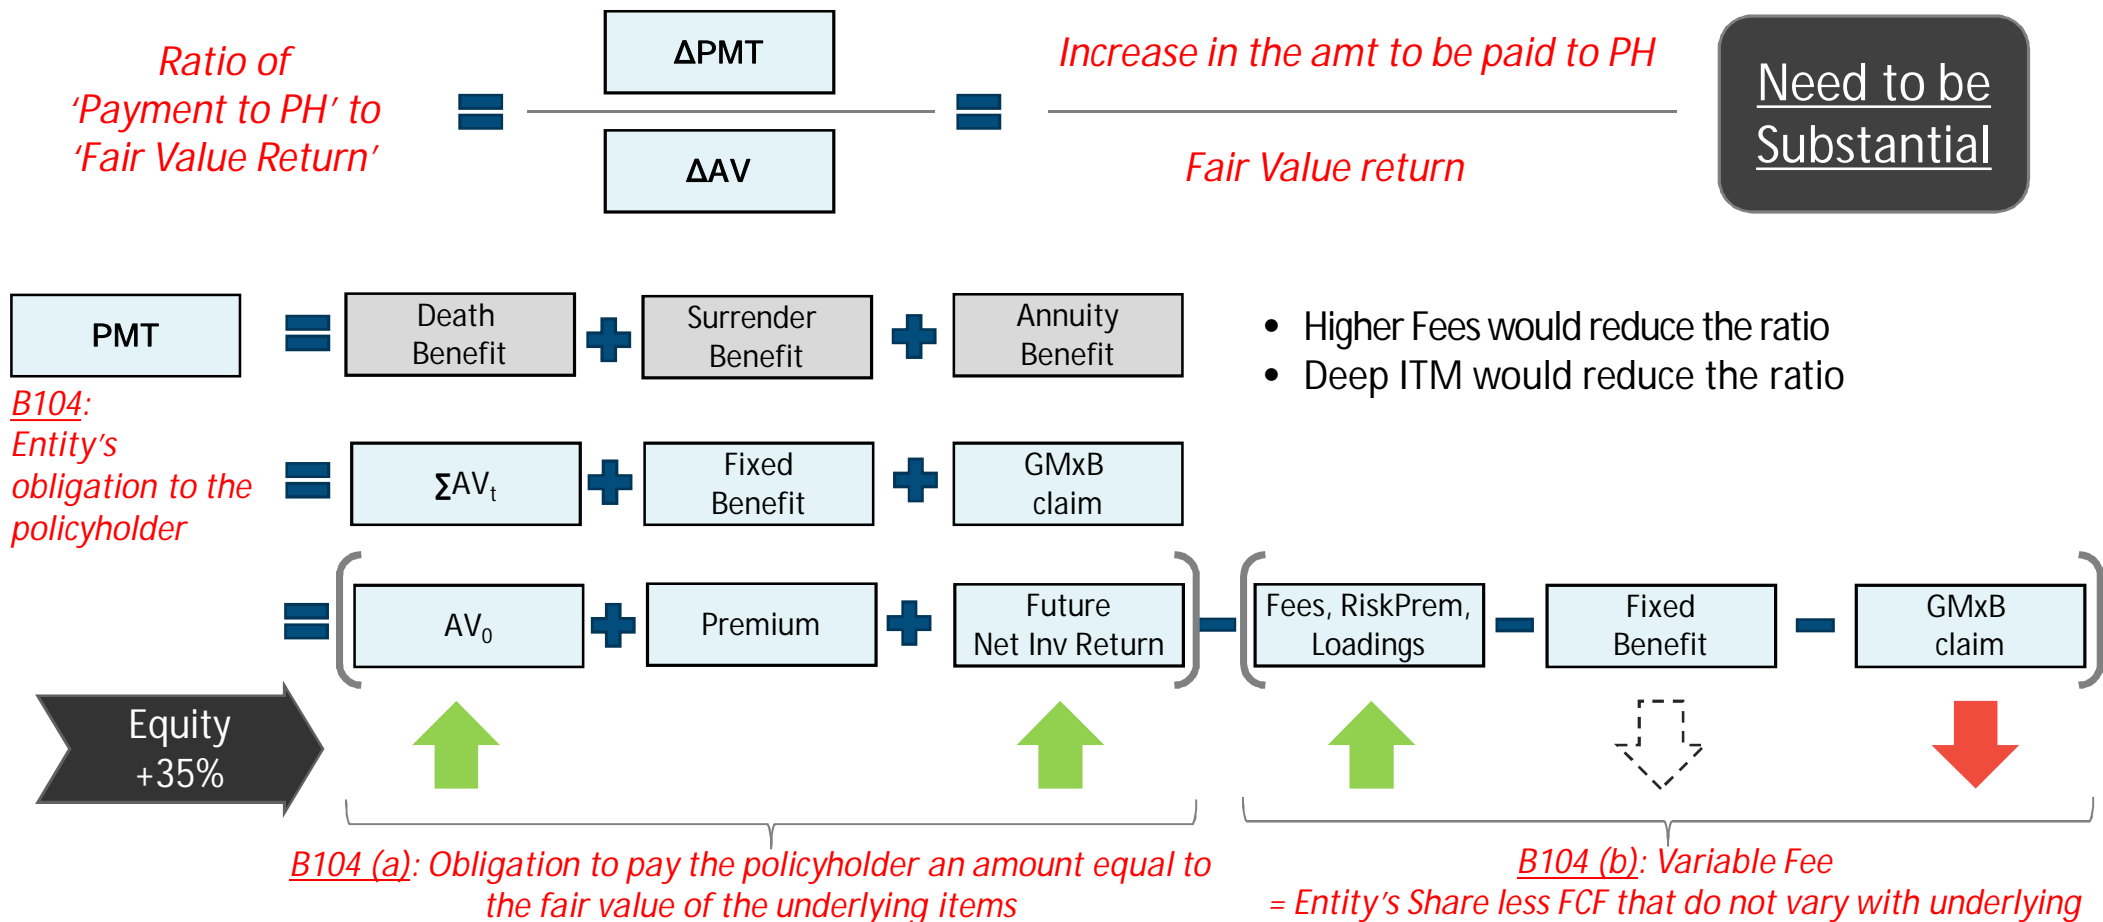 Ratio of
‘Payment to PH’ to
‘Fair Value Return’
=
ΔPMT
ΔAV
=
Increase in the amt to be paid to PH
Fair Value return
Need to be
Substantial
PMT
=
Death
Benefit
+
Surrender
Benefit
+
Annuity
Benefit
• Higher Fees would reduce the ratio
• Deep ITM would reduce the ratio
B104:
Entity’s
obligation to the
policyholder
=
∑AVt
+
Fixed
Benefit
+
GMxB
claim
=
(
AV0
+
Premium
+
Future
Net Inv Return
)
−
(
Fees, RiskPrem,
Loadings
−
Fixed
Benefit
−
GMxB
claim
)
Equity
+35%
B104 (a): Obligation to pay the policyholder an amount equal to
the fair value of the underlying items
B104 (b): Variable Fee
= Entity’s Share less FCF that do not vary with underlying